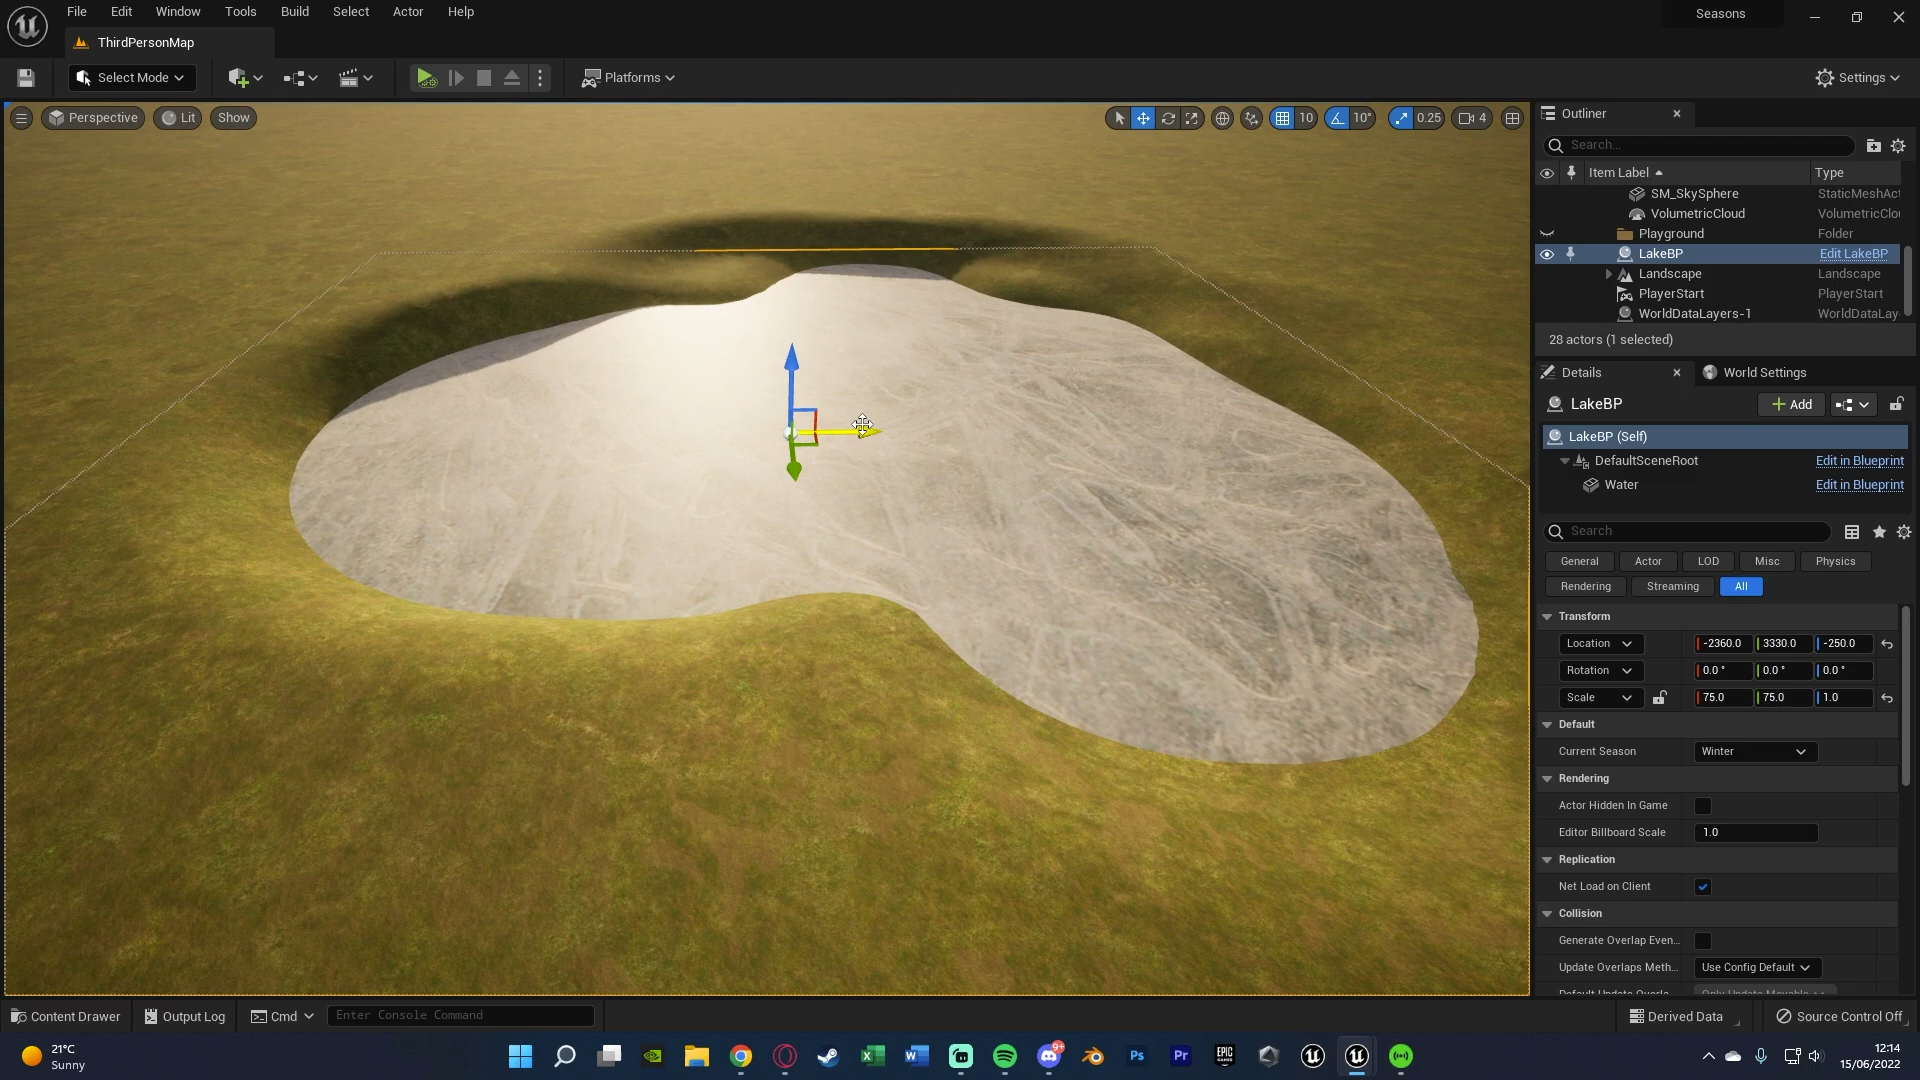 File Edit Window Tools Build Select Actor Help
Seasons
ThirdPersonMap
Select Mode
Platforms
Settings
Perspective
Lit
Show
10
10°
0.25
4
Outliner
Search...
Item Label
Type
SM_SkySphere StaticMeshAct
VolumetricCloud VolumetricClou
Playground Folder
LakeBP Edit LakeBP
Landscape Landscape
PlayerStart PlayerStart
WorldDataLayers-1 WorldDataLay
28 actors (1 selected)
Details
World Settings
LakeBP
Add
LakeBP (Self)
DefaultSceneRoot Edit in Blueprint
Water Edit in Blueprint
Search
General Actor LOD Misc Physics
Rendering Streaming All
Transform
Location -2360.0 3330.0 -250.0
Rotation 0.0 ° 0.0 ° 0.0 °
Scale 75.0 75.0 1.0
Default
Current Season Winter
Rendering
Actor Hidden In Game
Editor Billboard Scale 1.0
Replication
Net Load on Client
Collision
Generate Overlap Even...
Update Overlaps Meth... Use Config Default
Content Drawer
Output Log
Cmd
Enter Console Command
Derived Data
Source Control Off
21°C
Sunny
9+
Ps
Pr
EPIC
GAMES
12:14
15/06/2022